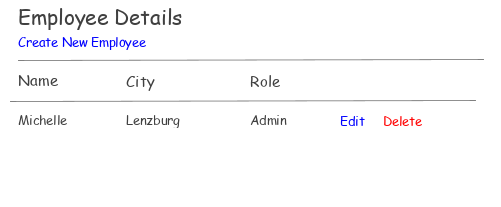 Employee Details
Create New Employee
Name City Role
Michelle Lenzburg Admin Edit Delete